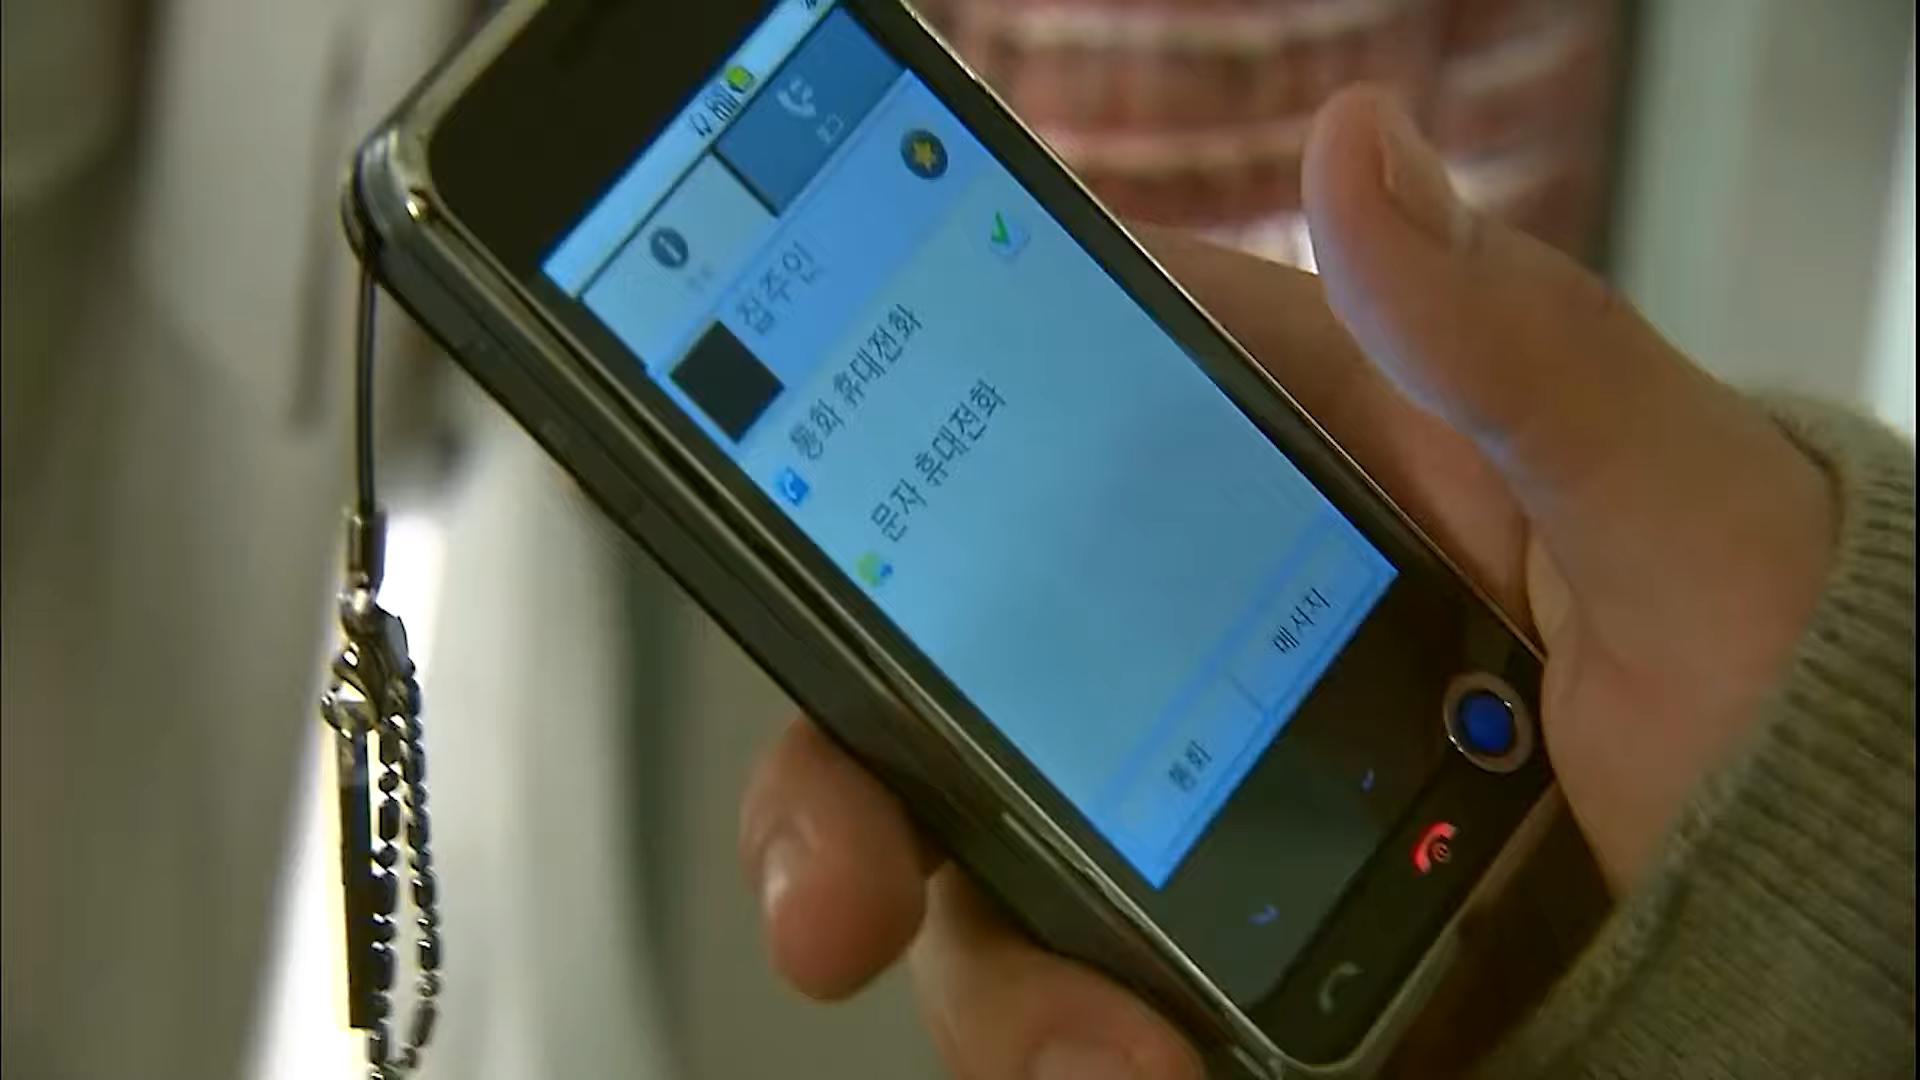 집주인
통화 휴대전화
문자 휴대전화
통화
메시지